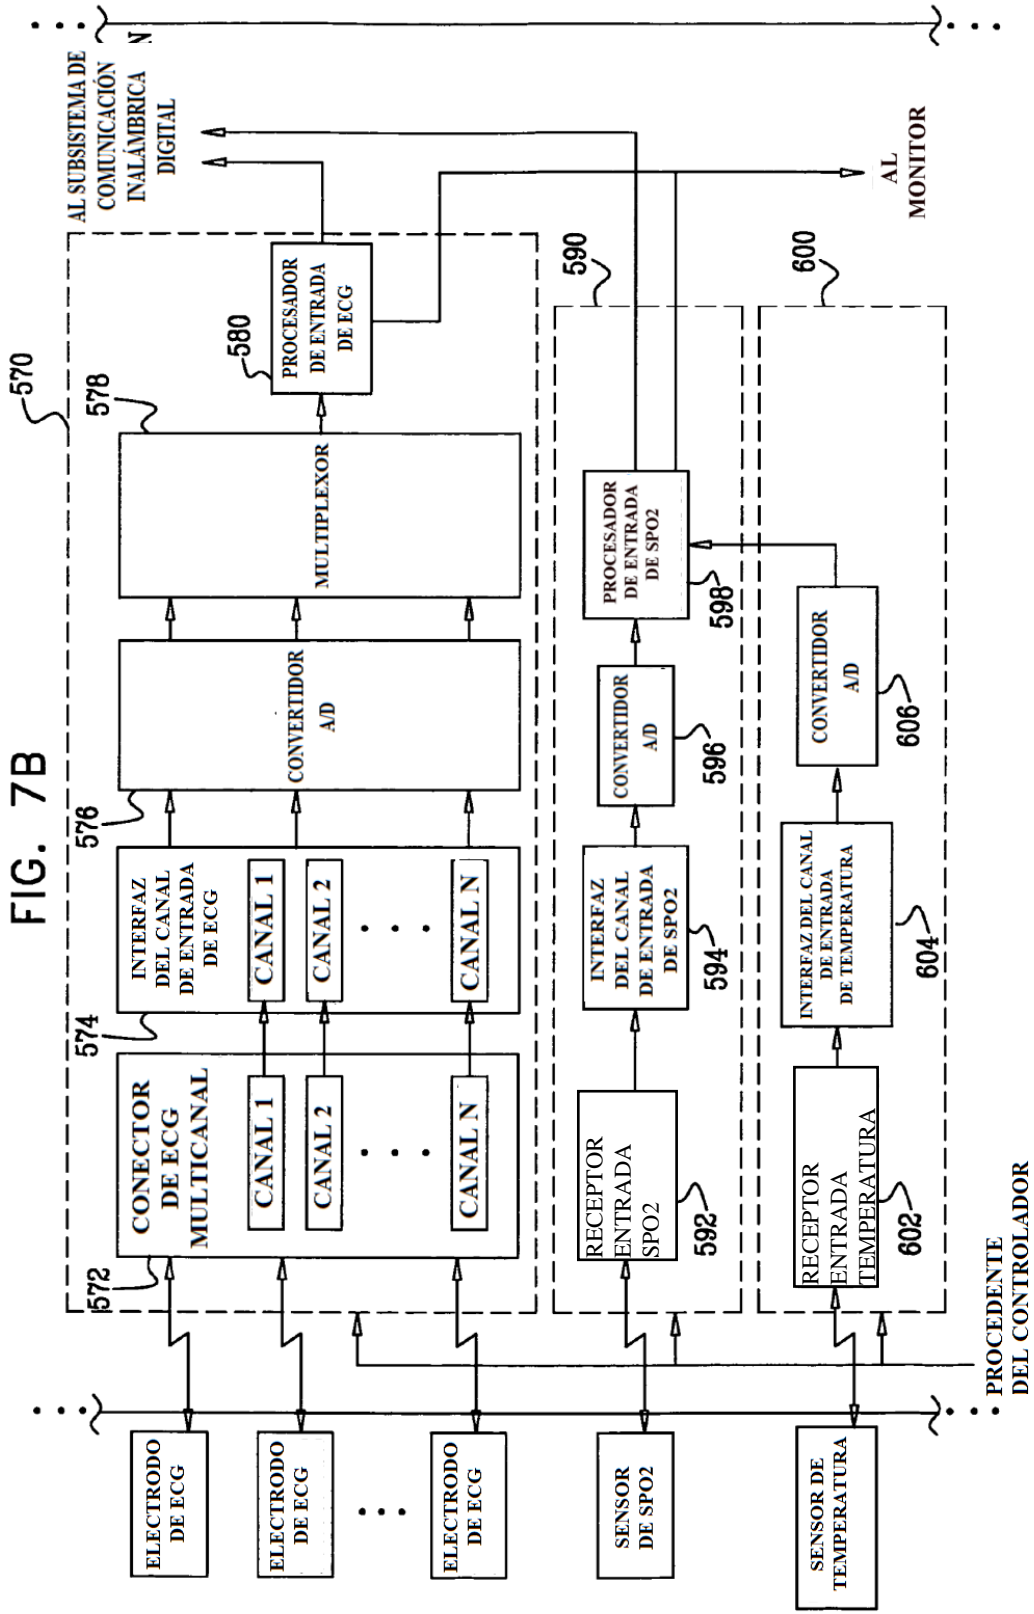 FIG. 7B
570
AL SUBSISTEMA DE
COMUNICACIÓN
INALÁMBRICA
DIGITAL
N
572
CONECTOR
DE ECG
MULTICANAL
CANAL 1
CANAL 2
CANAL N
574
INTERFAZ
DEL CANAL
DE ENTRADA
DE ECG
CANAL 1
CANAL 2
CANAL N
576
CONVERTIDOR
A/D
578
MULTIPLEXOR
580
PROCESADOR
DE ENTRADA
DE ECG
ELECTRODO
DE ECG
ELECTRODO
DE ECG
ELECTRODO
DE ECG
590
SENSOR
DE SPO2
RECEPTOR
ENTRADA
SPO2
592
INTERFAZ
DEL CANAL
DE ENTRADA
DE SPO2
594
CONVERTIDOR
A/D
596
PROCESADOR
DE ENTRADA
DE SPO2
598
600
SENSOR DE
TEMPERATURA
RECEPTOR
ENTRADA
TEMPERATURA
602
INTERFAZ DEL CANAL
DE ENTRADA
DE TEMPERATURA
604
CONVERTIDOR
A/D
606
AL
MONITOR
PROCEDENTE
DEL CONTROLADOR